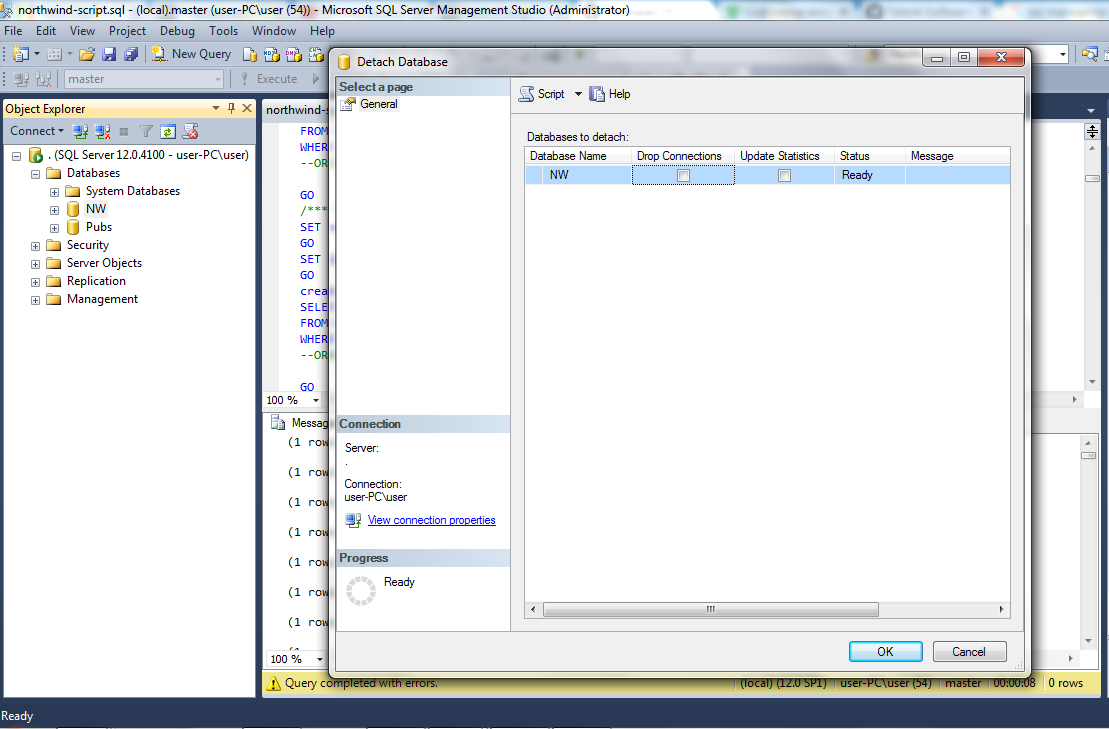 northwind-script.sql - (local).master (user-PC\user (54)) - Microsoft SQL Server Management Studio (Administrator)
File Edit View Project Debug Tools Window Help
New Query
master Execute
Object Explorer
Connect
. (SQL Server 12.0.4100 - user-PC\user)
Databases
System Databases
NW
Pubs
Security
Server Objects
Replication
Management
northwind-s
FROM
WHER
--OR
GO
/***
SET
GO
SET
GO
crea
SELE
FROM
WHER
--OR
GO
100 %
Messag
(1 row
(1 row
(1 row
(1 row
(1 row
(1 row
(1 row
100 %
Detach Database
Select a page
General
Script Help
Databases to detach:
Database Name Drop Connections Update Statistics Status Message
NW Ready
Connection
Server:
.
Connection:
user-PC\user
View connection properties
Progress
Ready
OK Cancel
Query completed with errors. (local) (12.0 SP1) user-PC\user (54) master 00:00:08 0 rows
Ready